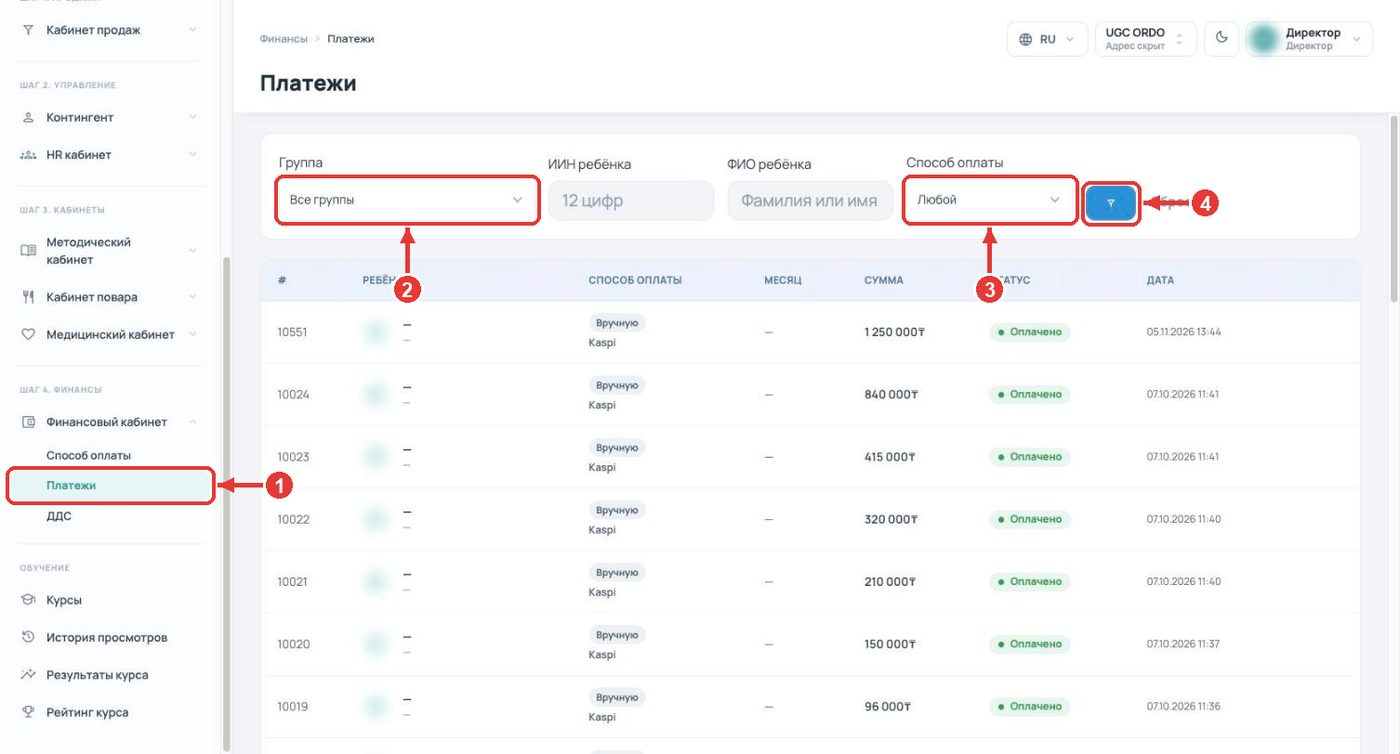 Кабинет продаж
ШАГ 2. УПРАВЛЕНИЕ
Контингент
HR кабинет
ШАГ 3. КАБИНЕТЫ
Методический
кабинет
Кабинет повара
Медицинский кабинет
ШАГ 4. ФИНАНСЫ
Финансовый кабинет
Способ оплаты
Платежи
1
ДДС
ОБУЧЕНИЕ
Курсы
История просмотров
Результаты курса
Рейтинг курса
Финансы > Платежи
RU
UGC ORDO
Адрес скрыт
Директор
Директор
Платежи
Группа
Все группы
ИИН ребёнка
12 цифр
ФИО ребёнка
Фамилия или имя
Способ оплаты
Любой
4
2
3
# СПОСОБ ОПЛАТЫ МЕСЯЦ СУММА ДАТА
10551 — — Вручную Kaspi — 1 250 000₸ Оплачено 05.11.2026 13:44
10024 — — Вручную Kaspi — 840 000₸ Оплачено 07.10.2026 11:41
10023 — — Вручную Kaspi — 415 000₸ Оплачено 07.10.2026 11:41
10022 — — Вручную Kaspi — 320 000₸ Оплачено 07.10.2026 11:40
10021 — — Вручную Kaspi — 210 000₸ Оплачено 07.10.2026 11:40
10020 — — Вручную Kaspi — 150 000₸ Оплачено 07.10.2026 11:37
10019 — — Вручную Kaspi — 96 000₸ Оплачено 07.10.2026 11:36